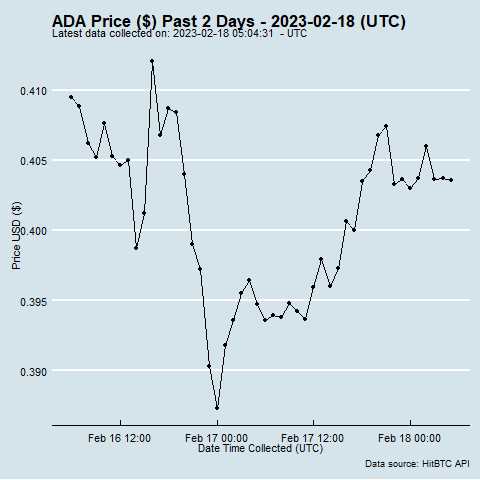 ADA Price ($) Past 2 Days - 2023-02-18 (UTC)
Latest data collected on: 2023-02-18 05:04:31  - UTC
0.410
0.405
0.400
0.395
0.390
Price USD ($)
Feb 16 12:00 Feb 17 00:00 Feb 17 12:00 Feb 18 00:00
Date Time Collected (UTC)
Data source: HitBTC API